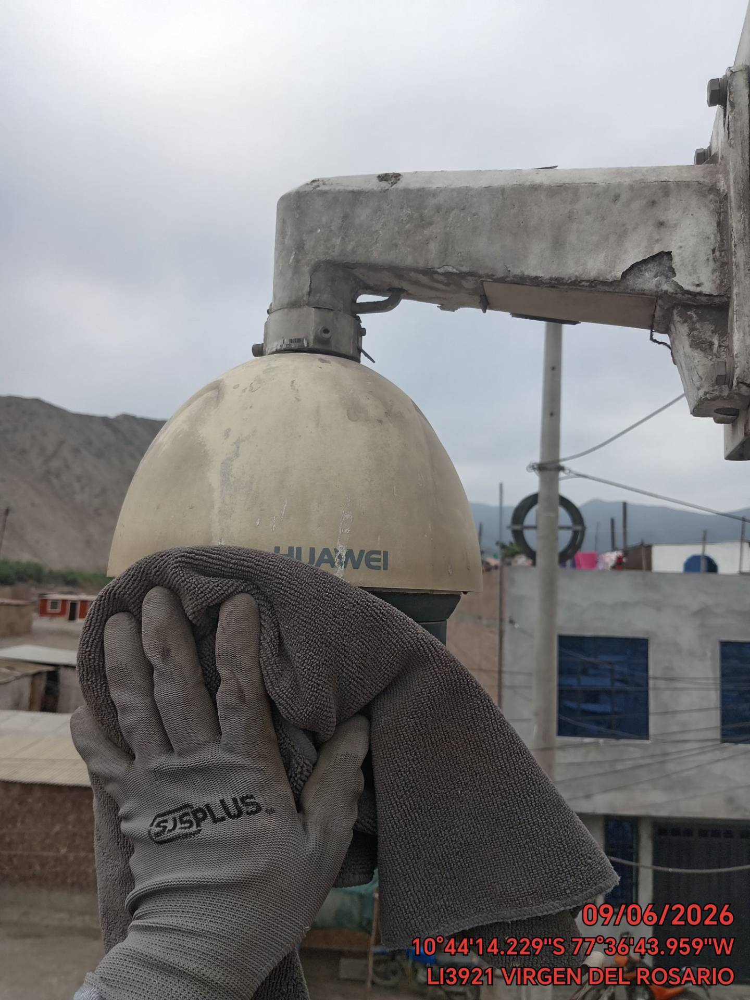 HUAWEI
SJSPLUS
09/06/2026
10°44'14.229"S 77°36'43.959"W
LI3921 VIRGEN DEL ROSARIO